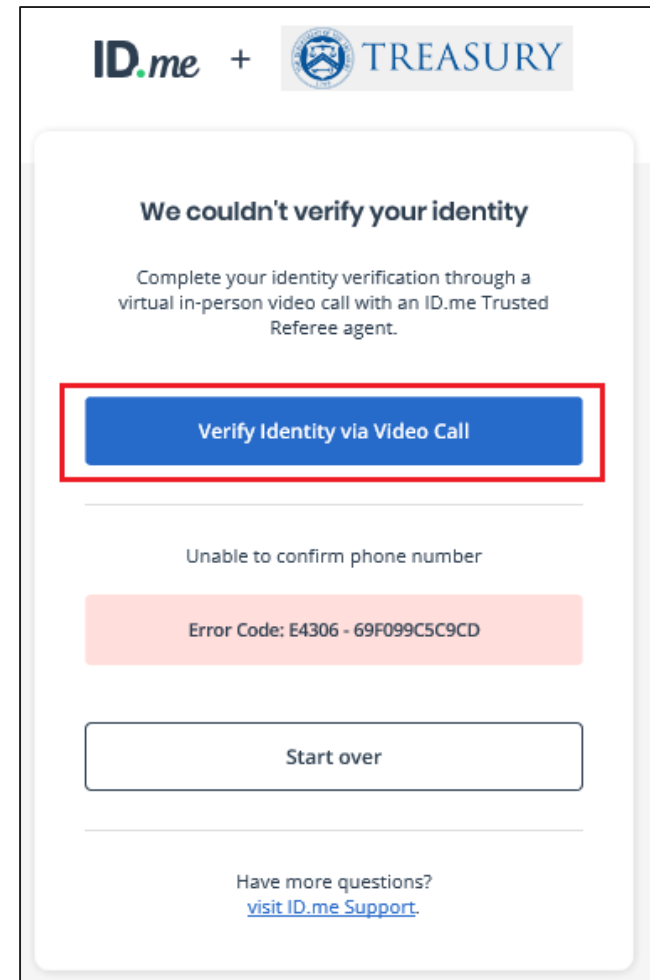 ID.me + TREASURY
We couldn't verify your identity
Complete your identity verification through a
virtual in-person video call with an ID.me Trusted
Referee agent.
Verify Identity via Video Call
Unable to confirm phone number
Error Code: E4306 - 69F099C5C9CD
Start over
Have more questions?
visit ID.me Support.